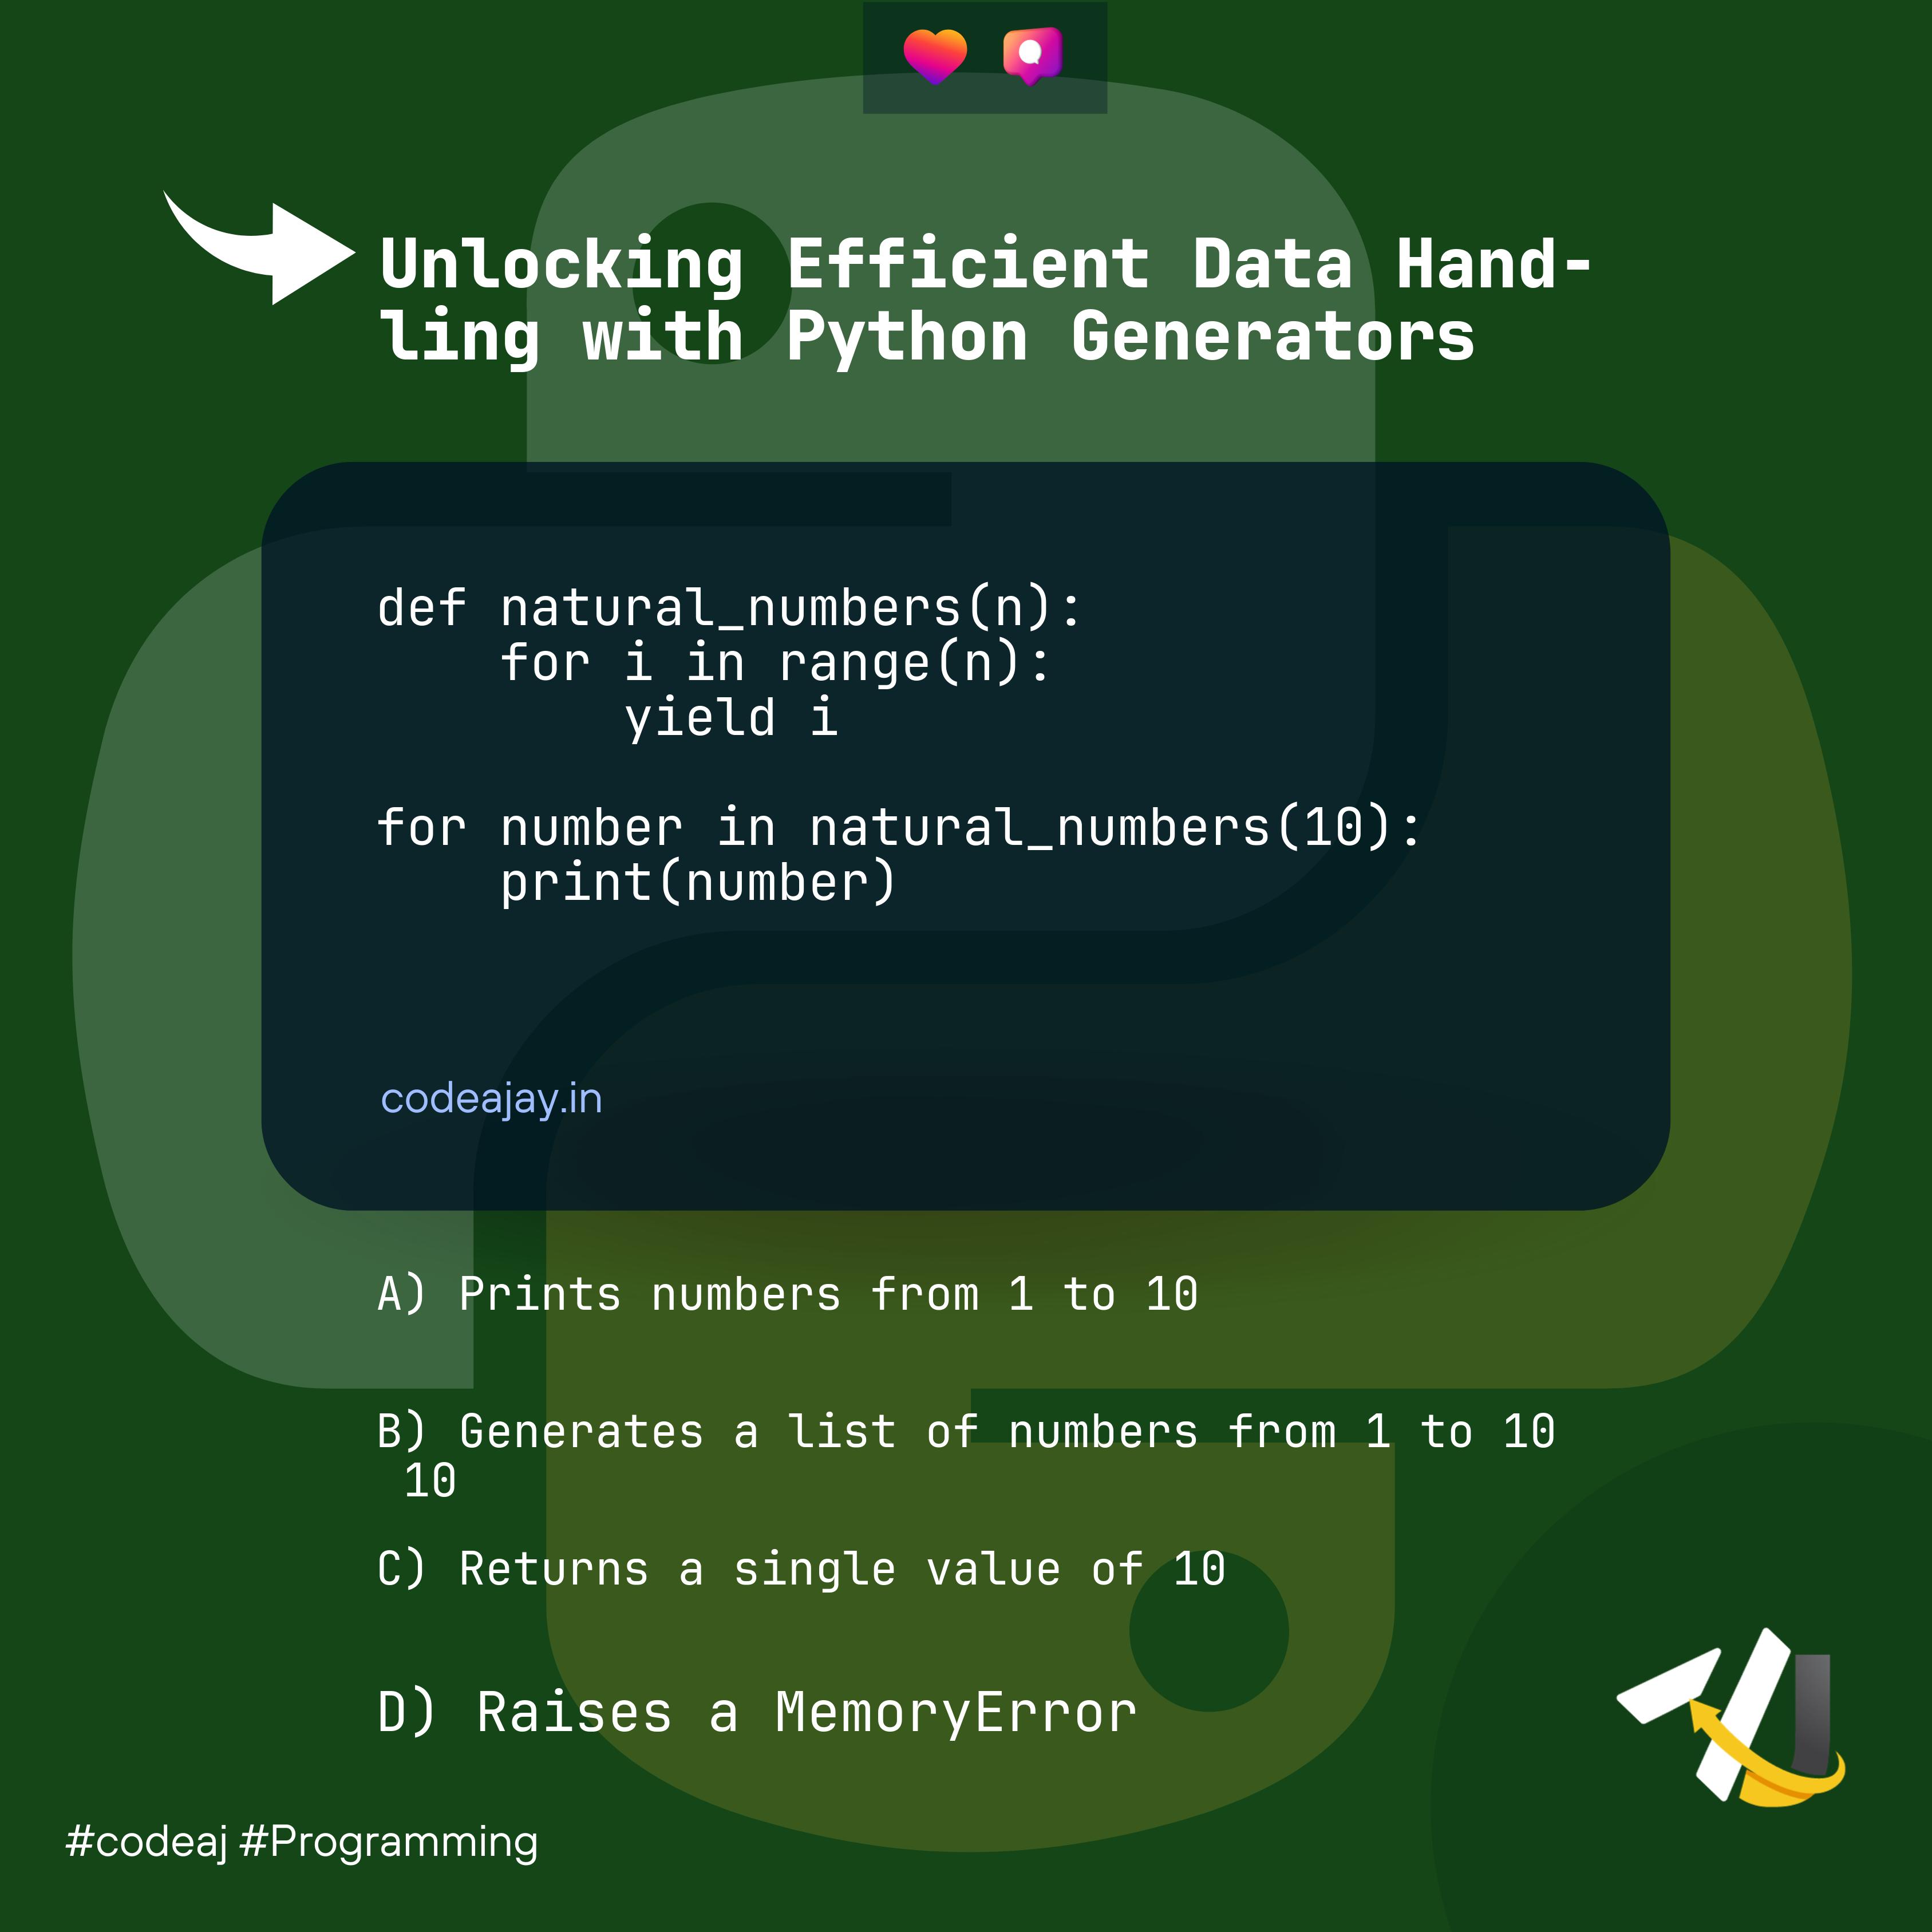 Unlocking Efficient Data Hand-
ling with Python Generators
def natural_numbers(n):
    for i in range(n):
        yield i
for number in natural_numbers(10):
    print(number)
codeajay.in
A) Prints numbers from 1 to 10
B) Generates a list of numbers from 1 to 10
10
C) Returns a single value of 10
D) Raises a MemoryError
#codeaj #Programming